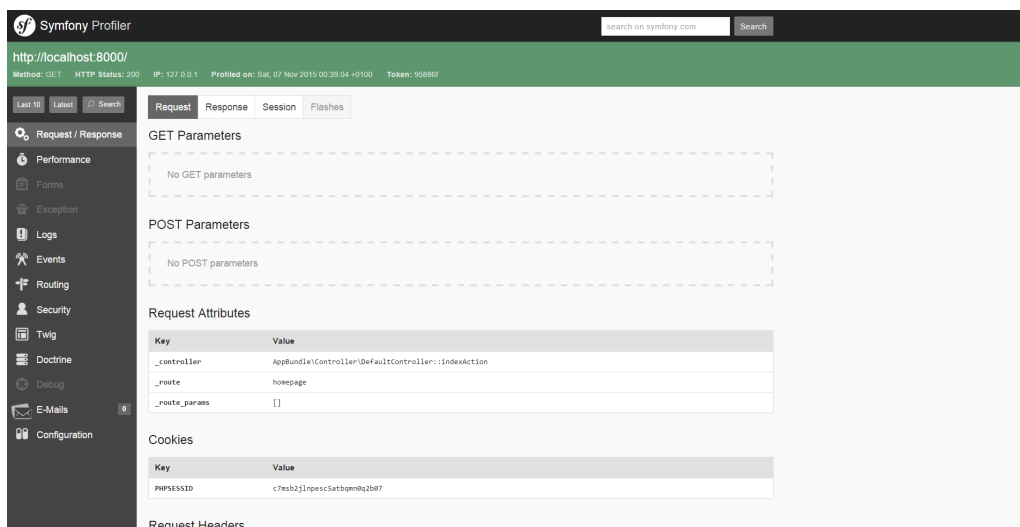 Symfony Profiler
search on symfony.com Search
http://localhost:8000/
Method: GET HTTP Status: 200 IP: 127.0.0.1 Profiled on: Sat, 07 Nov 2015 00:39:04 +0100 Token: 95886f
Last 10 Latest Search
Request / Response
Performance
Forms
Exception
Logs
Events
Routing
Security
Twig
Doctrine
Debug
E-Mails 0
Configuration
Request Response Session Flashes
GET Parameters
No GET parameters
POST Parameters
No POST parameters
Request Attributes
Key Value
_controller AppBundle\Controller\DefaultController::indexAction
_route homepage
_route_params []
Cookies
Key Value
PHPSESSID c7msb2jlnpesc5atbqmn0q2b07
Request Headers